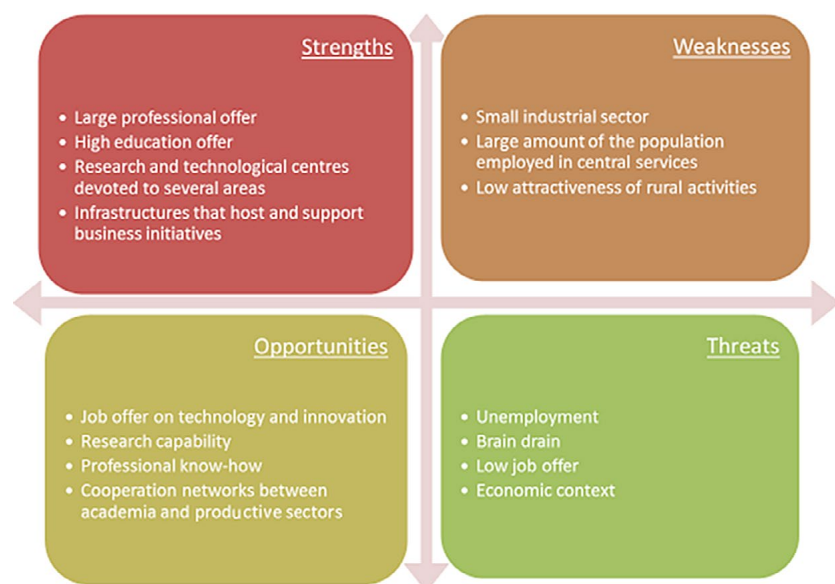 Strengths
• Large professional offer
• High education offer
• Research and technological centres
devoted to several areas
• Infrastructures that host and support
business initiatives
Weaknesses
• Small industrial sector
• Large amount of the population
employed in central services
• Low attractiveness of rural activities
Opportunities
• Job offer on technology and innovation
• Research capability
• Professional know-how
• Cooperation networks between
academia and productive sectors
Threats
• Unemployment
• Brain drain
• Low job offer
• Economic context